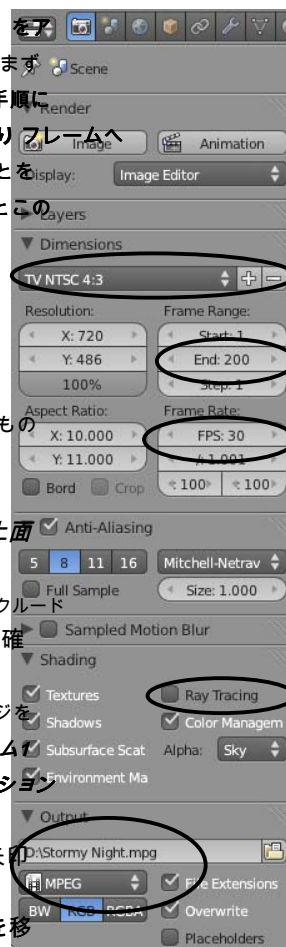 をア
Scene
まず
手順に
Render
り フレームへ
Image
Animation
とを
Display:
Image Editor
とこの
Layers
Dimensions
TV NTSC 4:3
Resolution:
Frame Range:
X: 720
Start: 1
Y: 486
End: 200
100%
Step: 1
Aspect Ratio:
Frame Rate:
もの
X: 10.000
FPS: 30
Y: 11.000
/: 1.001
Bord
Crop
: 100
: 100
上面
Anti-Aliasing
5 8 11 16
Mitchell-Netrav
Full Sample
Size: 1.000
クルード
確
Sampled Motion Blur
Shading
Textures
Ray Tracing
ジを
Shadows
Color Managem
ム1
Subsurface Scat
Alpha:
Sky
Environment Ma
ション
Output
D:\Stormy Night.mpg
印
MPEG
File Extensions
BW RGB RGBA
Overwrite
を移
Placeholders